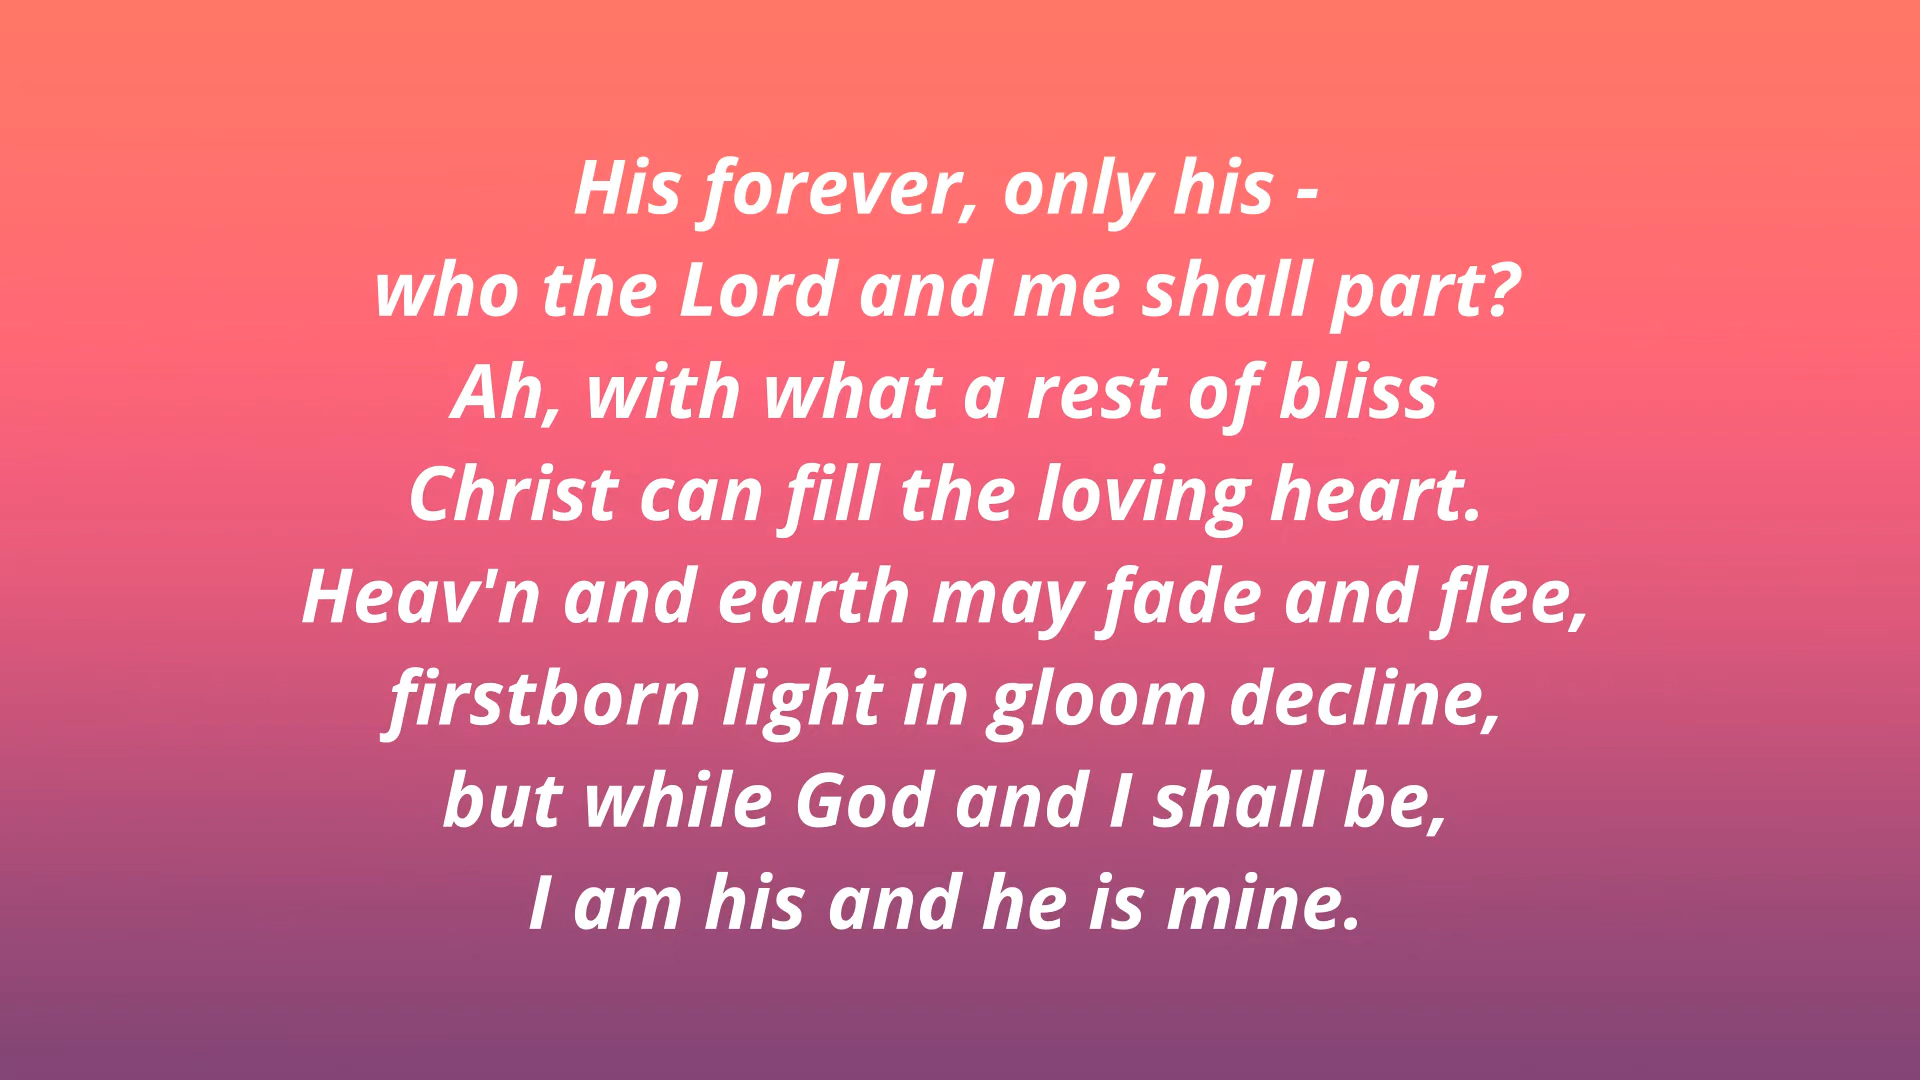 His forever, only his -
who the Lord and me shall part?
Ah, with what a rest of bliss
Christ can fill the loving heart.
Heav'n and earth may fade and flee,
firstborn light in gloom decline,
but while God and I shall be,
I am his and he is mine.